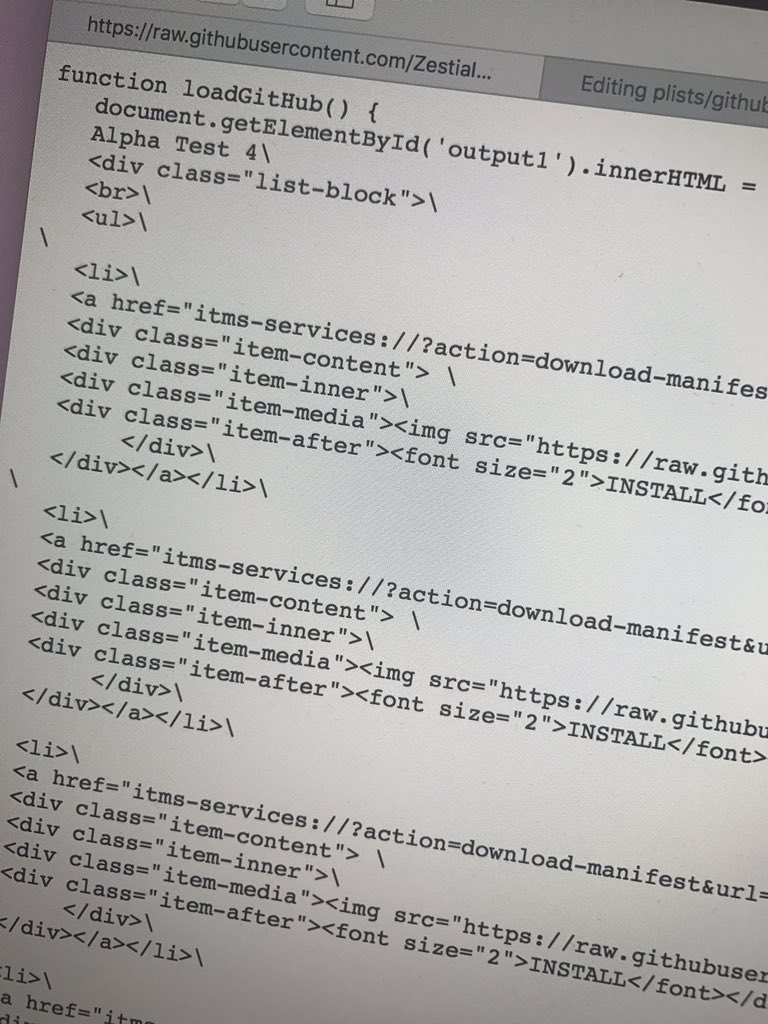 https://raw.githubusercontent.com/Zestial...
Editing plists/github
function loadGitHub() {
document.getElementById('output1').innerHTML =
Alpha Test 4\
<div class="list-block">\
<br>\
<ul>\
\
<li>\
<a href="itms-services://?action=download-manifes
<div class="item-content"> \
<div class="item-inner">\
<div class="item-media"><img src="https://raw.gith
<div class="item-after"><font size="2">INSTALL</fo
</div>\
</div></a></li>\
\
<li>\
<a href="itms-services://?action=download-manifest&u
<div class="item-content"> \
<div class="item-inner">\
<div class="item-media"><img src="https://raw.githubu
<div class="item-after"><font size="2">INSTALL</font>
</div>\
</div></a></li>\
<li>\
<a href="itms-services://?action=download-manifest&url=
<div class="item-content"> \
<div class="item-inner">\
<div class="item-media"><img src="https://raw.githubuser
<div class="item-after"><font size="2">INSTALL</font></d
</div>\
</div></a></li>\
<li>\
a href="itms